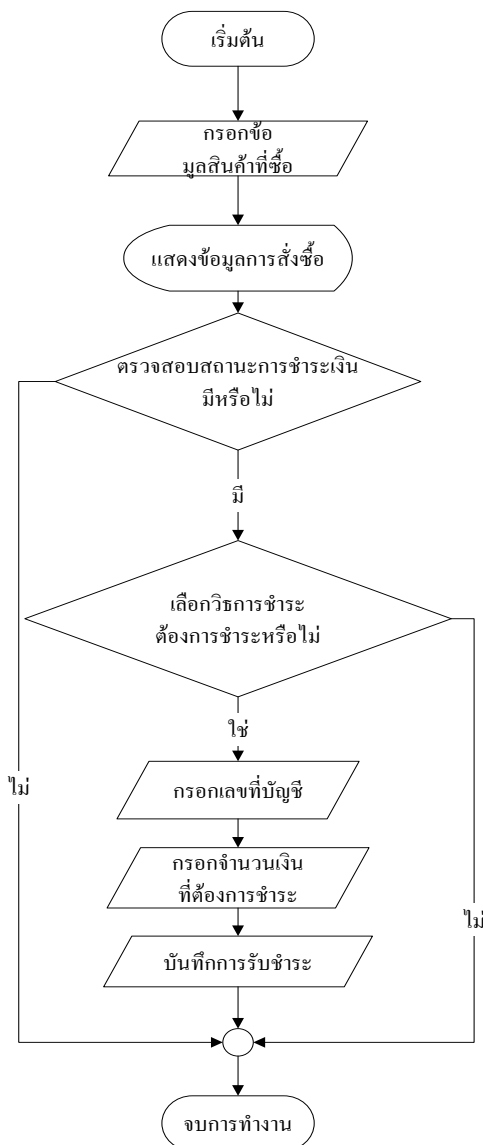 เริ่มต้น
กรอกข้อ
มูลสินค้าที่ซื้อ
แสดงข้อมูลการสั่งซื้อ
ตรวจสอบสถานะการชำระเงิน
มีหรือไม่
มี
เลือกวิธการชำระ
ต้องการชำระหรือไม่
ใช่
ไม่
กรอกเลขที่บัญชี
กรอกจำนวนเงิน
ที่ต้องการชำระ
ไม่
บันทึกการรับชำระ
จบการทำงาน